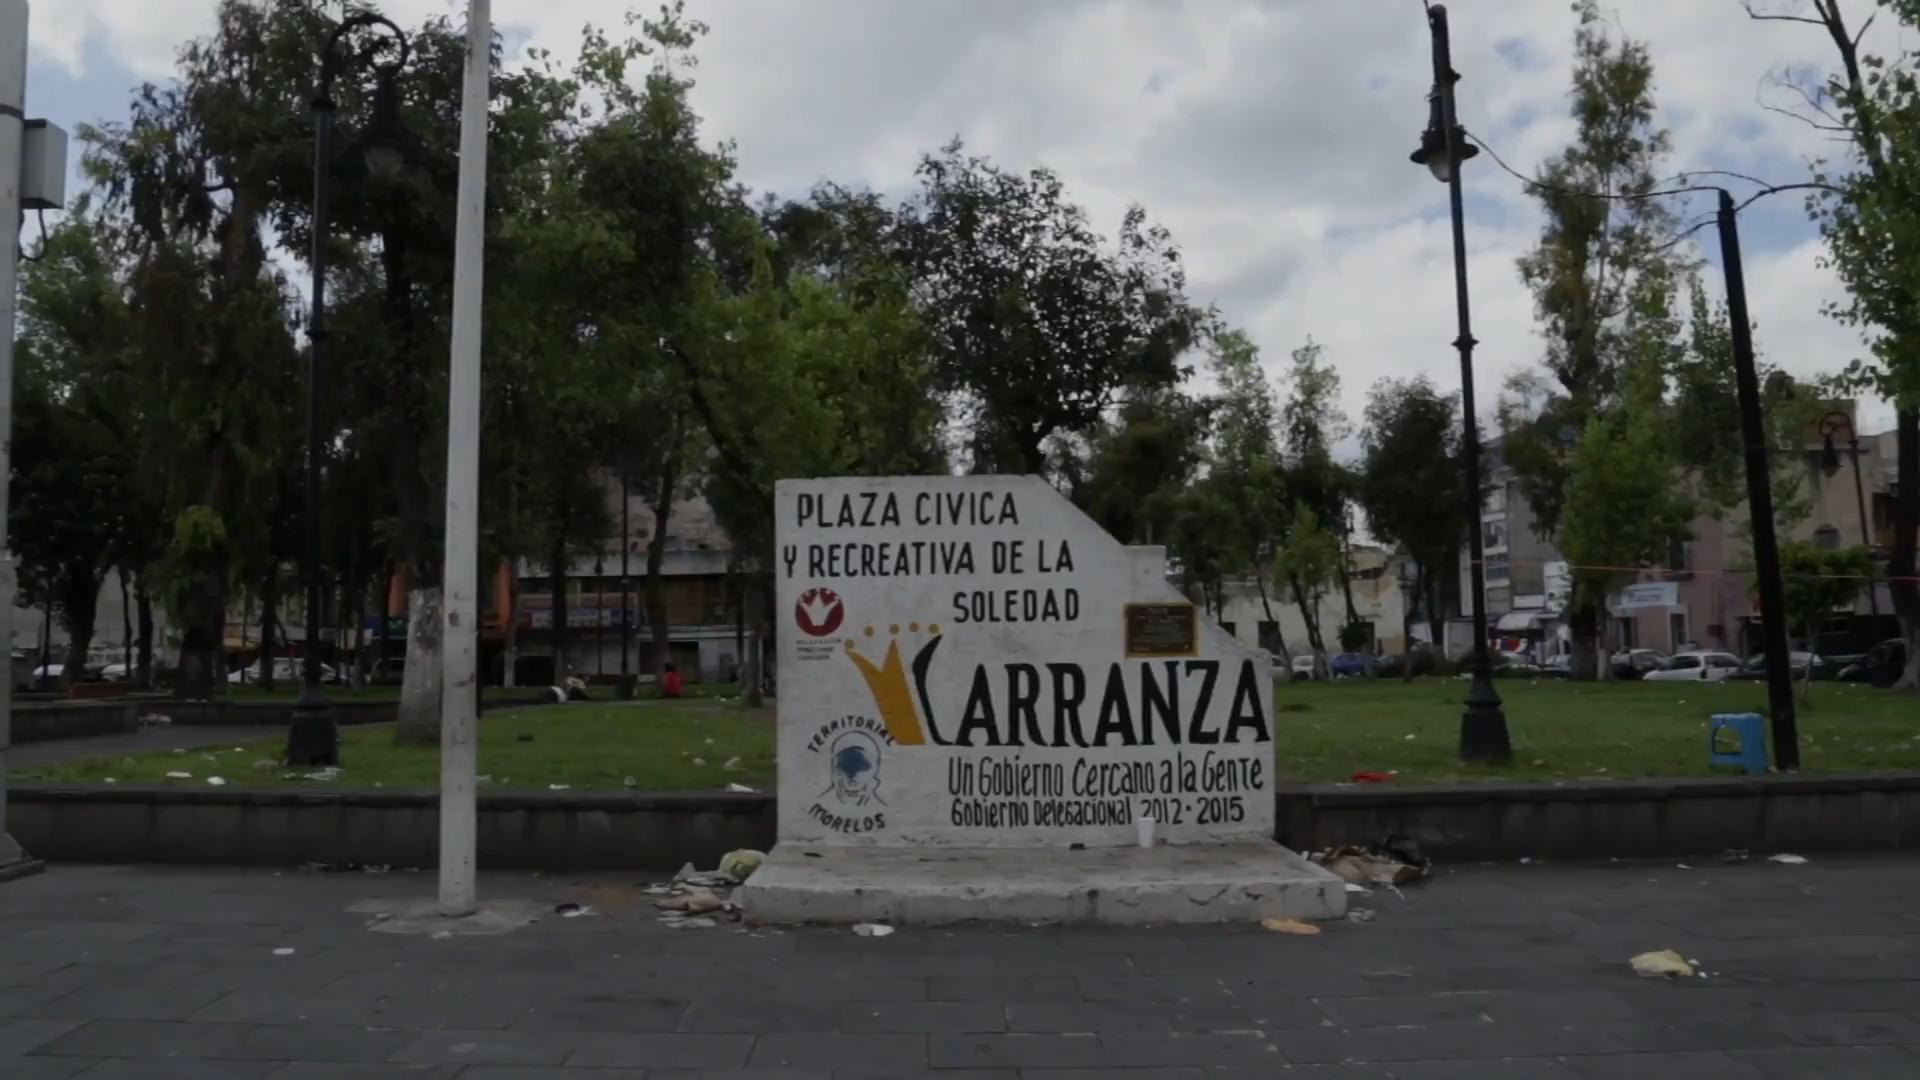 PLAZA CIVICA
Y RECREATIVA DE LA
SOLEDAD
CARRANZA
TERRITORIAL
MORELOS
Un Gobierno Cercano a la Gente
Gobierno Delegacional 2012 · 2015